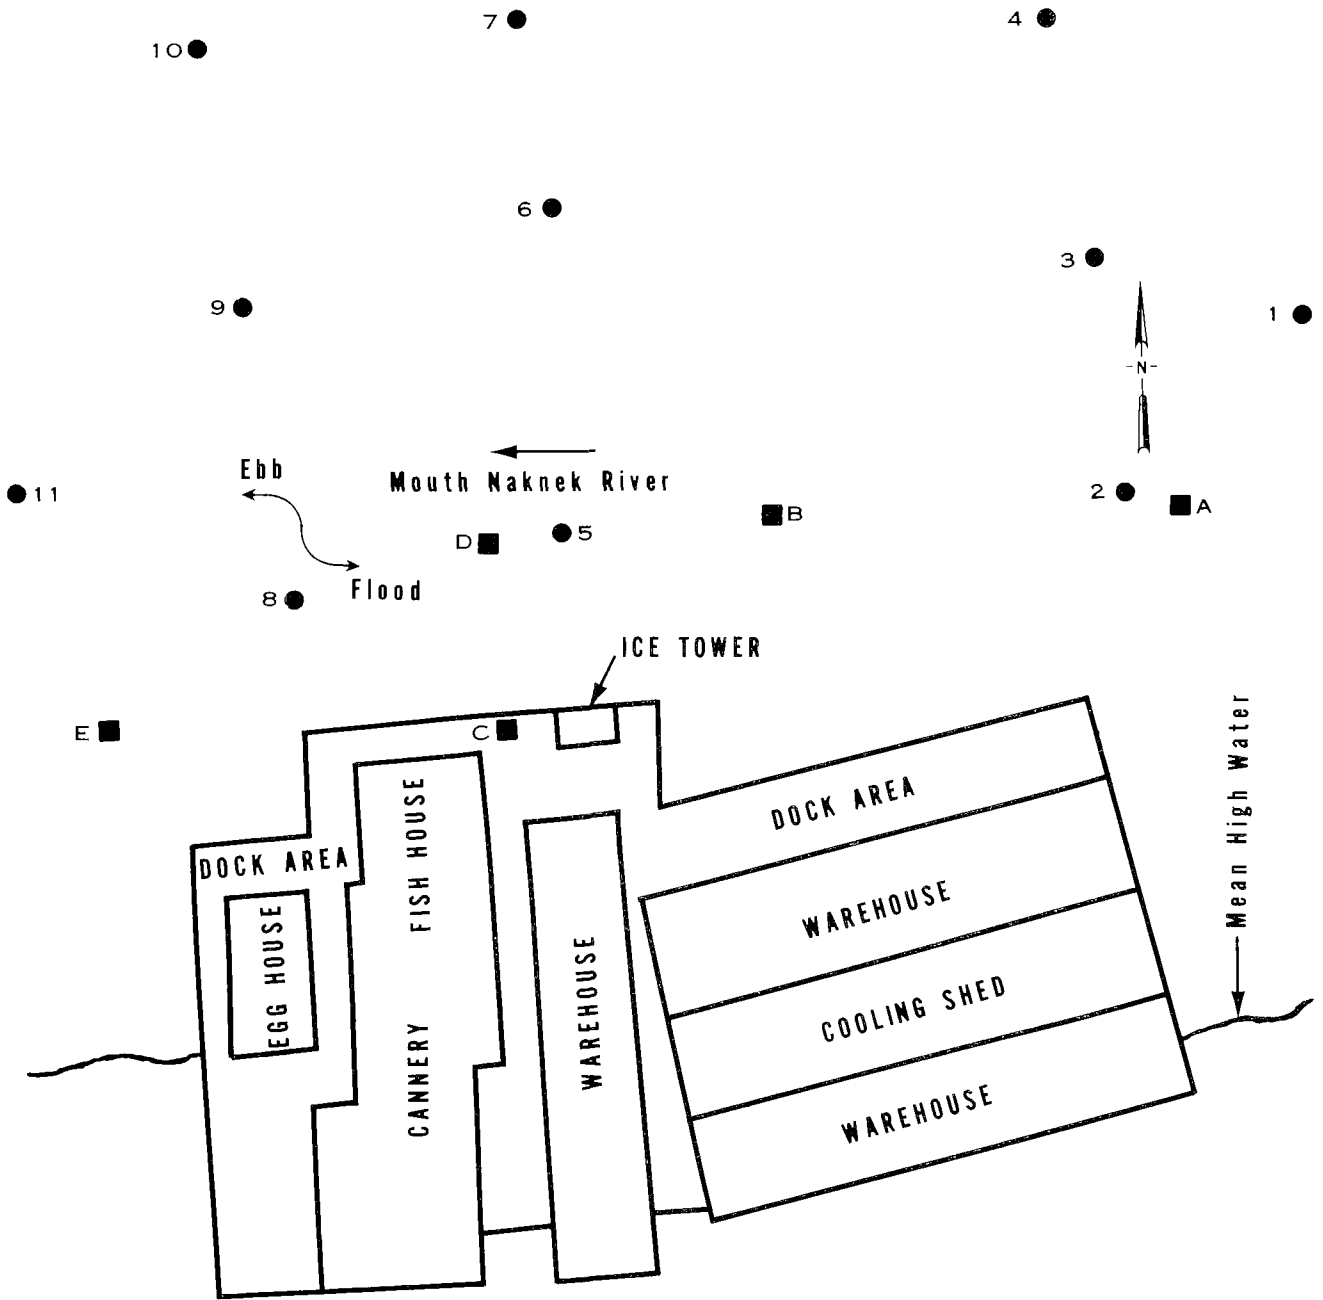 7
4
10
6
3
9
1
-N-
Ebb
Mouth Naknek River
11
2
A
B
D
5
8
Flood
ICE TOWER
E
C
Mean High Water
DOCK AREA
FISH HOUSE
DOCK AREA
WAREHOUSE
EGG HOUSE
WAREHOUSE
COOLING SHED
CANNERY
WAREHOUSE